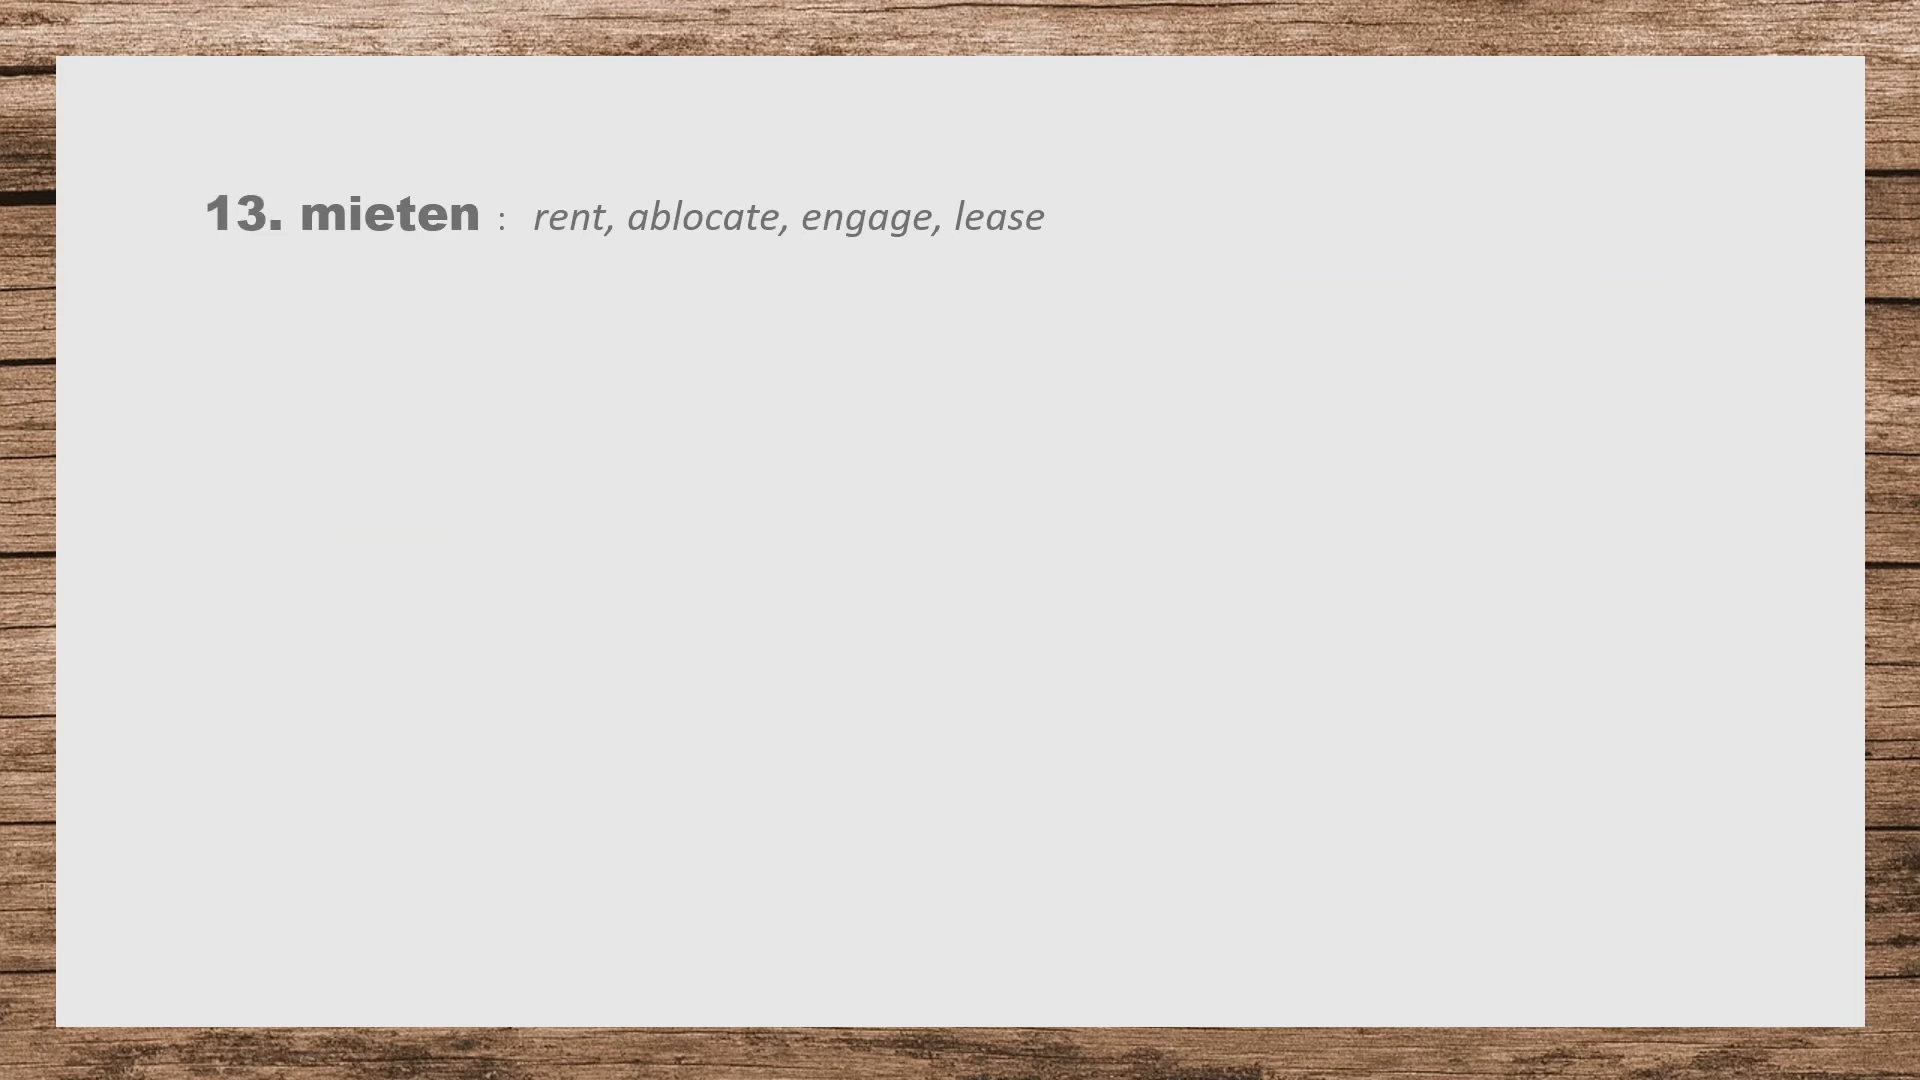 13. mieten : rent, ablocate, engage, lease